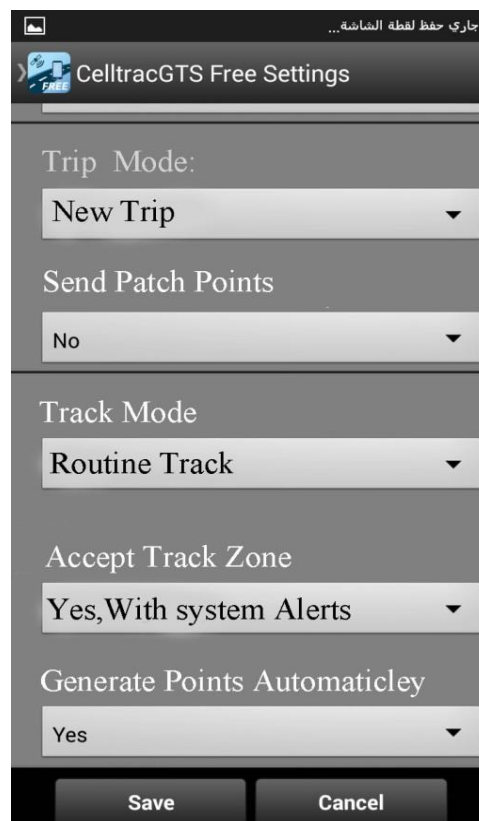 جاري حفظ لقطة الشاشة...
FREE
CelltracGTS Free Settings
Trip Mode:
New Trip
Send Patch Points
No
Track Mode
Routine Track
Accept Track Zone
Yes,With system Alerts
Generate Points Automaticley
Yes
Save Cancel